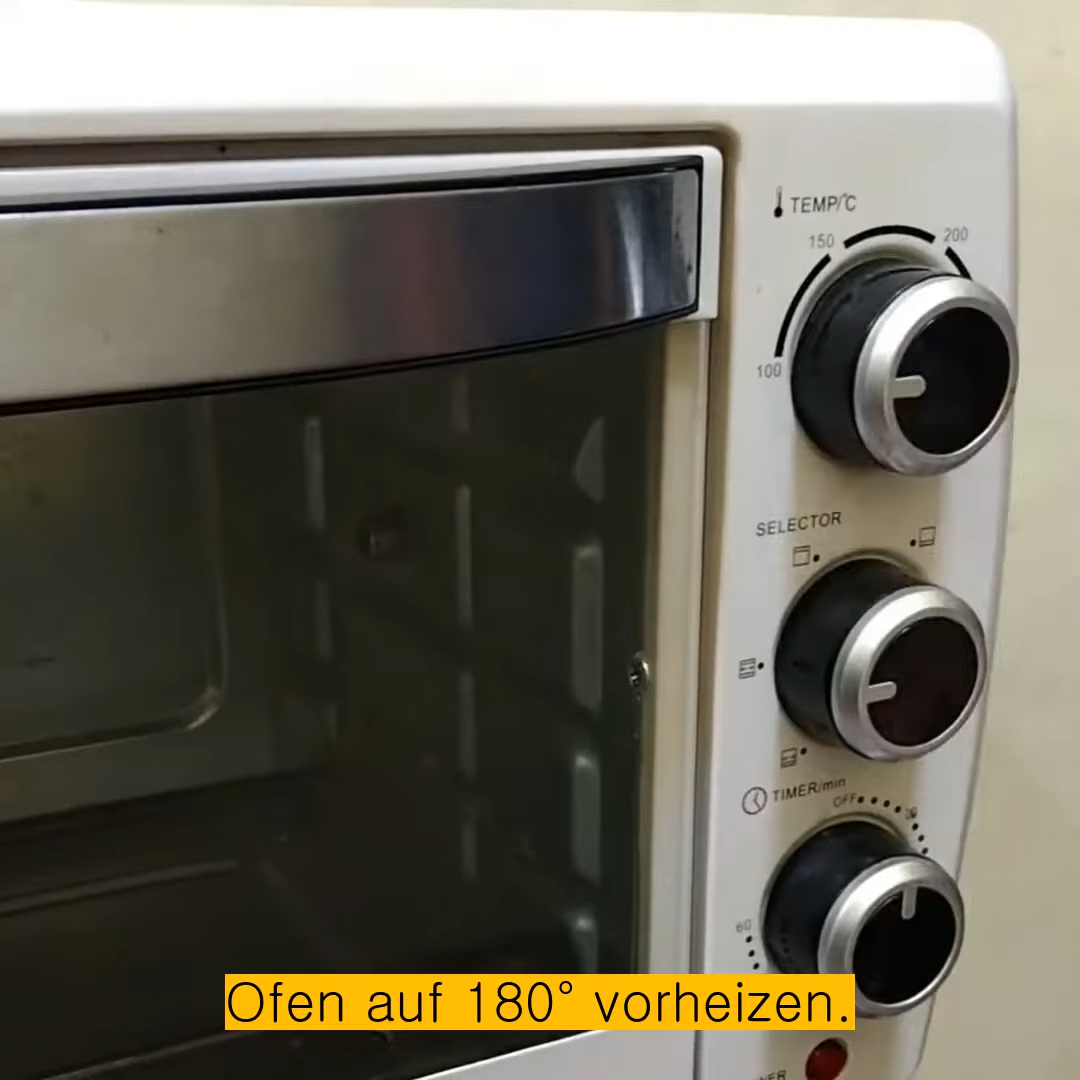 TEMP/℃
150
200
100
SELECTOR
TIMER/min
OFF
60
Ofen auf 180° vorheizen.